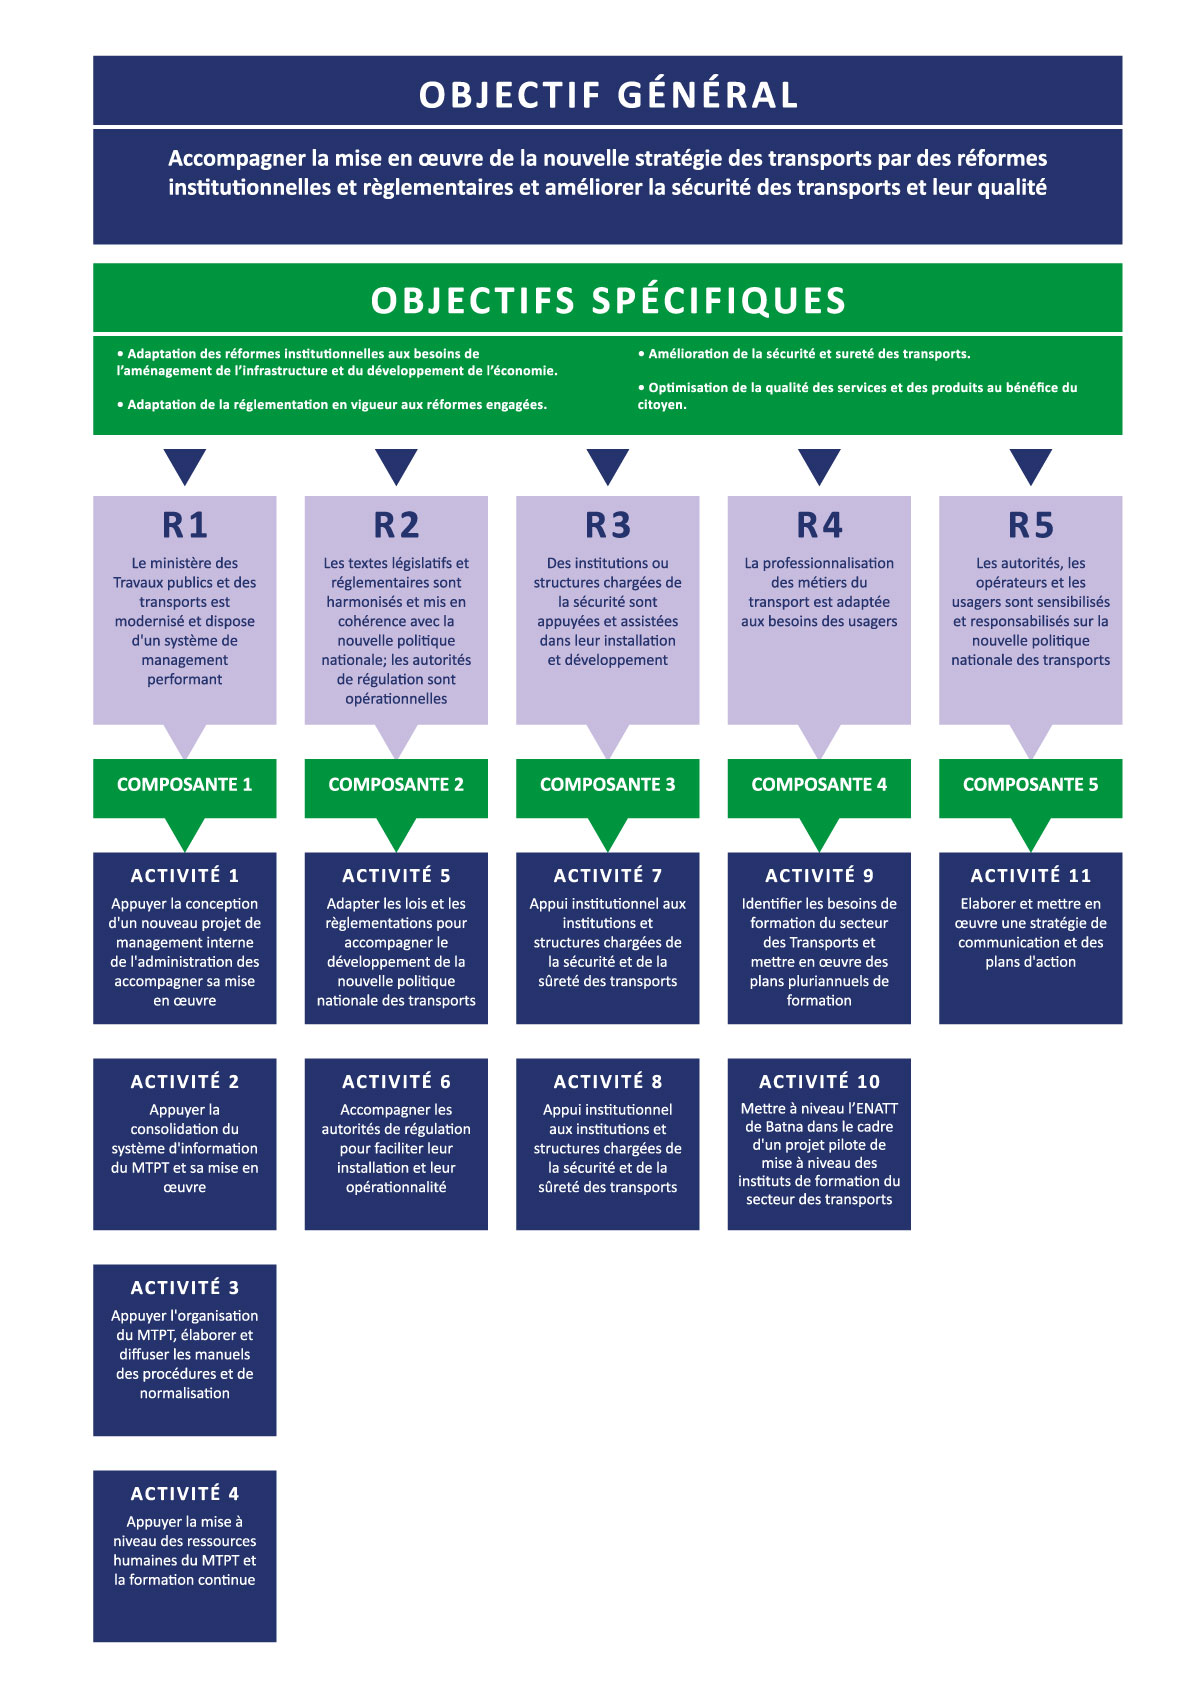 OBJECTIF GÉNÉRAL
Accompagner la mise en œuvre de la nouvelle stratégie des transports par des réformes
institutionnelles et règlementaires et améliorer la sécurité des transports et leur qualité
OBJECTIFS SPÉCIFIQUES
• Adaptation des réformes institutionnelles aux besoins de
l'aménagement de l'infrastructure et du développement de l'économie.
• Adaptation de la réglementation en vigueur aux réformes engagées.
• Amélioration de la sécurité et sureté des transports.
• Optimisation de la qualité des services et des produits au bénéfice du
citoyen.
R1
Le ministère des
Travaux publics et des
transports est
modernisé et dispose
d'un système de
management
performant
R2
Les textes législatifs et
réglementaires sont
harmonisés et mis en
cohérence avec la
nouvelle politique
nationale; les autorités
de régulation sont
opérationnelles
R3
Des institutions ou
structures chargées de
la sécurité sont
appuyées et assistées
dans leur installation
et développement
R4
La professionnalisation
des métiers du
transport est adaptée
aux besoins des usagers
R5
Les autorités, les
opérateurs et les
usagers sont sensibilisés
et responsabilisés sur la
nouvelle politique
nationale des transports
COMPOSANTE 1
COMPOSANTE 2
COMPOSANTE 3
COMPOSANTE 4
COMPOSANTE 5
ACTIVITÉ 1
Appuyer la conception
d'un nouveau projet de
management interne
de l'administration des
accompagner sa mise
en œuvre
ACTIVITÉ 5
Adapter les lois et les
règlementations pour
accompagner le
développement de la
nouvelle politique
nationale des transports
ACTIVITÉ 7
Appui institutionnel aux
institutions et
structures chargées de
la sécurité et de la
sûreté des transports
ACTIVITÉ 9
Identifier les besoins de
formation du secteur
des Transports et
mettre en œuvre des
plans pluriannuels de
formation
ACTIVITÉ 11
Elaborer et mettre en
œuvre une stratégie de
communication et des
plans d'action
ACTIVITÉ 2
Appuyer la
consolidation du
système d'information
du MTPT et sa mise en
œuvre
ACTIVITÉ 6
Accompagner les
autorités de régulation
pour faciliter leur
installation et leur
opérationnalité
ACTIVITÉ 8
Appui institutionnel
aux institutions et
structures chargées de
la sécurité et de la
sûreté des transports
ACTIVITÉ 10
Mettre à niveau l'ENATT
de Batna dans le cadre
d'un projet pilote de
mise à niveau des
instituts de formation du
secteur des transports
ACTIVITÉ 3
Appuyer l'organisation
du MTPT, élaborer et
diffuser les manuels
des procédures et de
normalisation
ACTIVITÉ 4
Appuyer la mise à
niveau des ressources
humaines du MTPT et
la formation continue